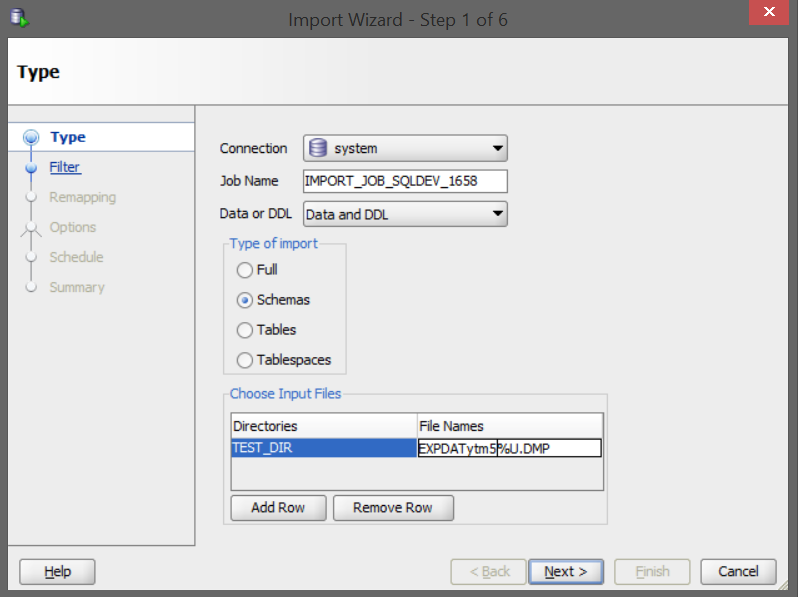 Import Wizard - Step 1 of 6
Type
Type
Filter
Remapping
Options
Schedule
Summary
Connection system
Job Name IMPORT_JOB_SQLDEV_1658
Data or DDL Data and DDL
Type of import
Full
Schemas
Tables
Tablespaces
Choose Input Files
Directories File Names
TEST_DIR EXPDATytm5%U.DMP
Add Row Remove Row
Help < Back Next > Finish Cancel